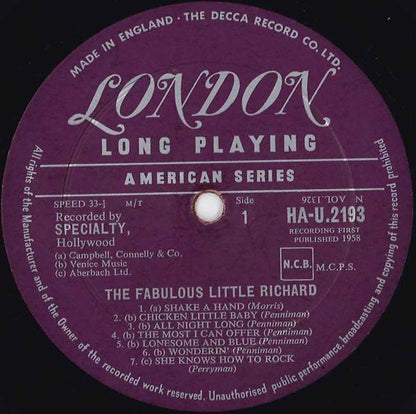 MADE IN ENGLAND · THE DECCA RECORD CO. LTD.
LONDON
LONG PLAYING
AMERICAN SERIES
SPEED 33-⅓ M/T
Recorded by
SPECIALTY,
Hollywood
(a) Campbell, Connelly & Co.
(b) Venice Music
(c) Aberbach Ltd.
Side
1
N VOL.1326
HA-U.2193
RECORDING FIRST
PUBLISHED 1958
N.C.B. M.C.P.S.
THE FABULOUS LITTLE RICHARD
1. (a) SHAKE A HAND (Morris)
2. (b) CHICKEN LITTLE BABY (Penniman)
3. (b) ALL NIGHT LONG (Penniman)
4. (b) THE MOST I CAN OFFER (Penniman)
5. (b) LONESOME AND BLUE (Penniman)
6. (b) WONDERIN' (Penniman)
7. (c) SHE KNOWS HOW TO ROCK
(Perryman)
All rights of the Manufacturer and of the Owner of the recorded work reserved. Unauthorised public performance, broadcasting and copying of this record prohibited